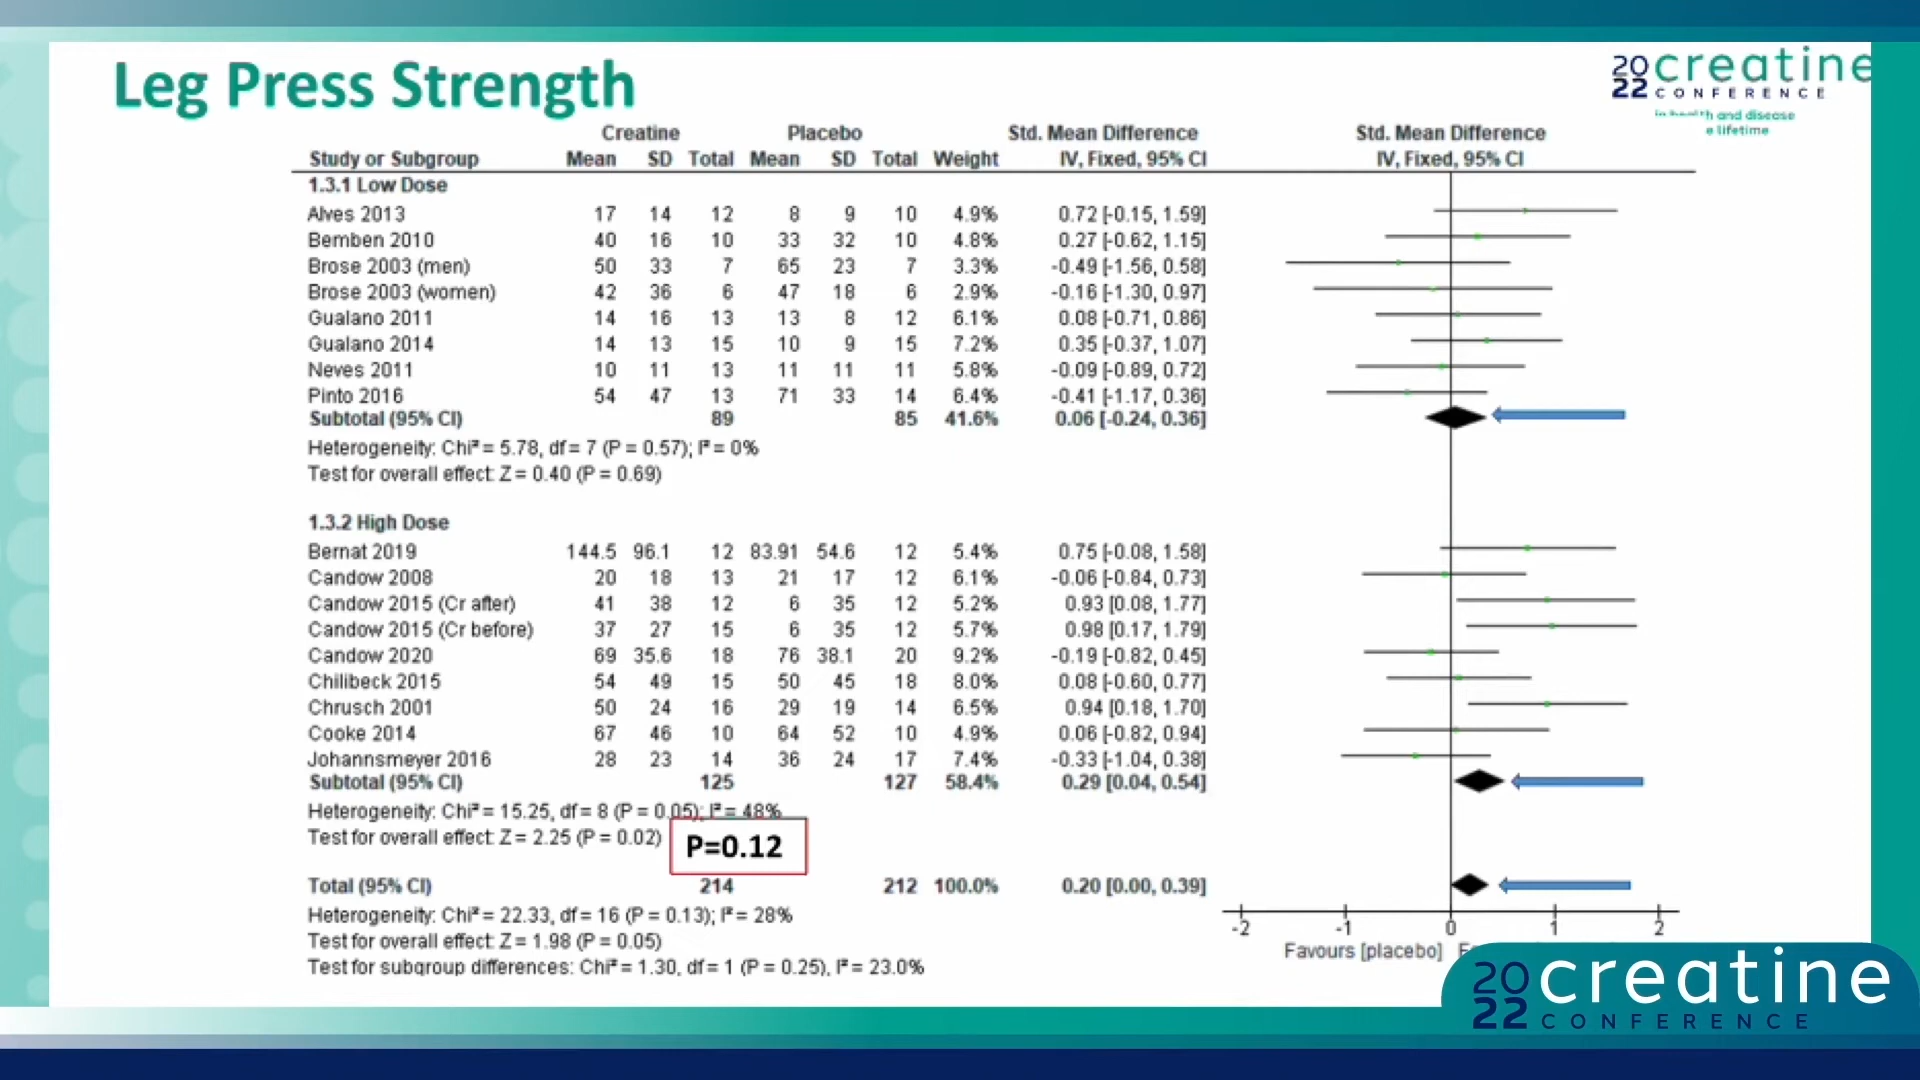 Leg Press Strength
20 creatine
22 CONFERENCE
in health and disease
e lifetime
Creatine Placebo Std. Mean Difference Std. Mean Difference
Study or Subgroup Mean SD Total Mean SD Total Weight IV, Fixed, 95% CI IV, Fixed, 95% CI
1.3.1 Low Dose
Alves 2013 17 14 12 8 9 10 4.9% 0.72 [-0.15, 1.59]
Bemben 2010 40 16 10 33 32 10 4.8% 0.27 [-0.62, 1.15]
Brose 2003 (men) 50 33 7 65 23 7 3.3% -0.49 [-1.56, 0.58]
Brose 2003 (women) 42 36 6 47 18 6 2.9% -0.16 [-1.30, 0.97]
Gualano 2011 14 16 13 13 8 12 6.1% 0.08 [-0.71, 0.86]
Gualano 2014 14 13 15 10 9 15 7.2% 0.35 [-0.37, 1.07]
Neves 2011 10 11 13 11 11 11 5.8% -0.09 [-0.89, 0.72]
Pinto 2016 54 47 13 71 33 14 6.4% -0.41 [-1.17, 0.36]
Subtotal (95% CI) 89 85 41.6% 0.06 [-0.24, 0.36]
Heterogeneity: Chi² = 5.78, df = 7 (P = 0.57); I² = 0%
Test for overall effect: Z = 0.40 (P = 0.69)
1.3.2 High Dose
Bernat 2019 144.5 96.1 12 83.91 54.6 12 5.4% 0.75 [-0.08, 1.58]
Candow 2008 20 18 13 21 17 12 6.1% -0.06 [-0.84, 0.73]
Candow 2015 (Cr after) 41 38 12 6 35 12 5.2% 0.93 [0.08, 1.77]
Candow 2015 (Cr before) 37 27 15 6 35 12 5.7% 0.98 [0.17, 1.79]
Candow 2020 69 35.6 18 76 38.1 20 9.2% -0.19 [-0.82, 0.45]
Chilibeck 2015 54 49 15 50 45 18 8.0% 0.08 [-0.60, 0.77]
Chrusch 2001 50 24 16 29 19 14 6.5% 0.94 [0.18, 1.70]
Cooke 2014 67 46 10 64 52 10 4.9% 0.06 [-0.82, 0.94]
Johannsmeyer 2016 28 23 14 36 24 17 7.4% -0.33 [-1.04, 0.38]
Subtotal (95% CI) 125 127 58.4% 0.29 [0.04, 0.54]
Heterogeneity: Chi² = 15.25, df = 8 (P = 0.05); I² = 48%
Test for overall effect: Z = 2.25 (P = 0.02)
P=0.12
Total (95% CI) 214 212 100.0% 0.20 [0.00, 0.39]
Heterogeneity: Chi² = 22.33, df = 16 (P = 0.13); I² = 28%
Test for overall effect: Z = 1.98 (P = 0.05)
Test for subgroup differences: Chi² = 1.30, df = 1 (P = 0.25), I² = 23.0%
-2 -1 0 1 2
Favours [placebo]
20 creatine
22 CONFERENCE